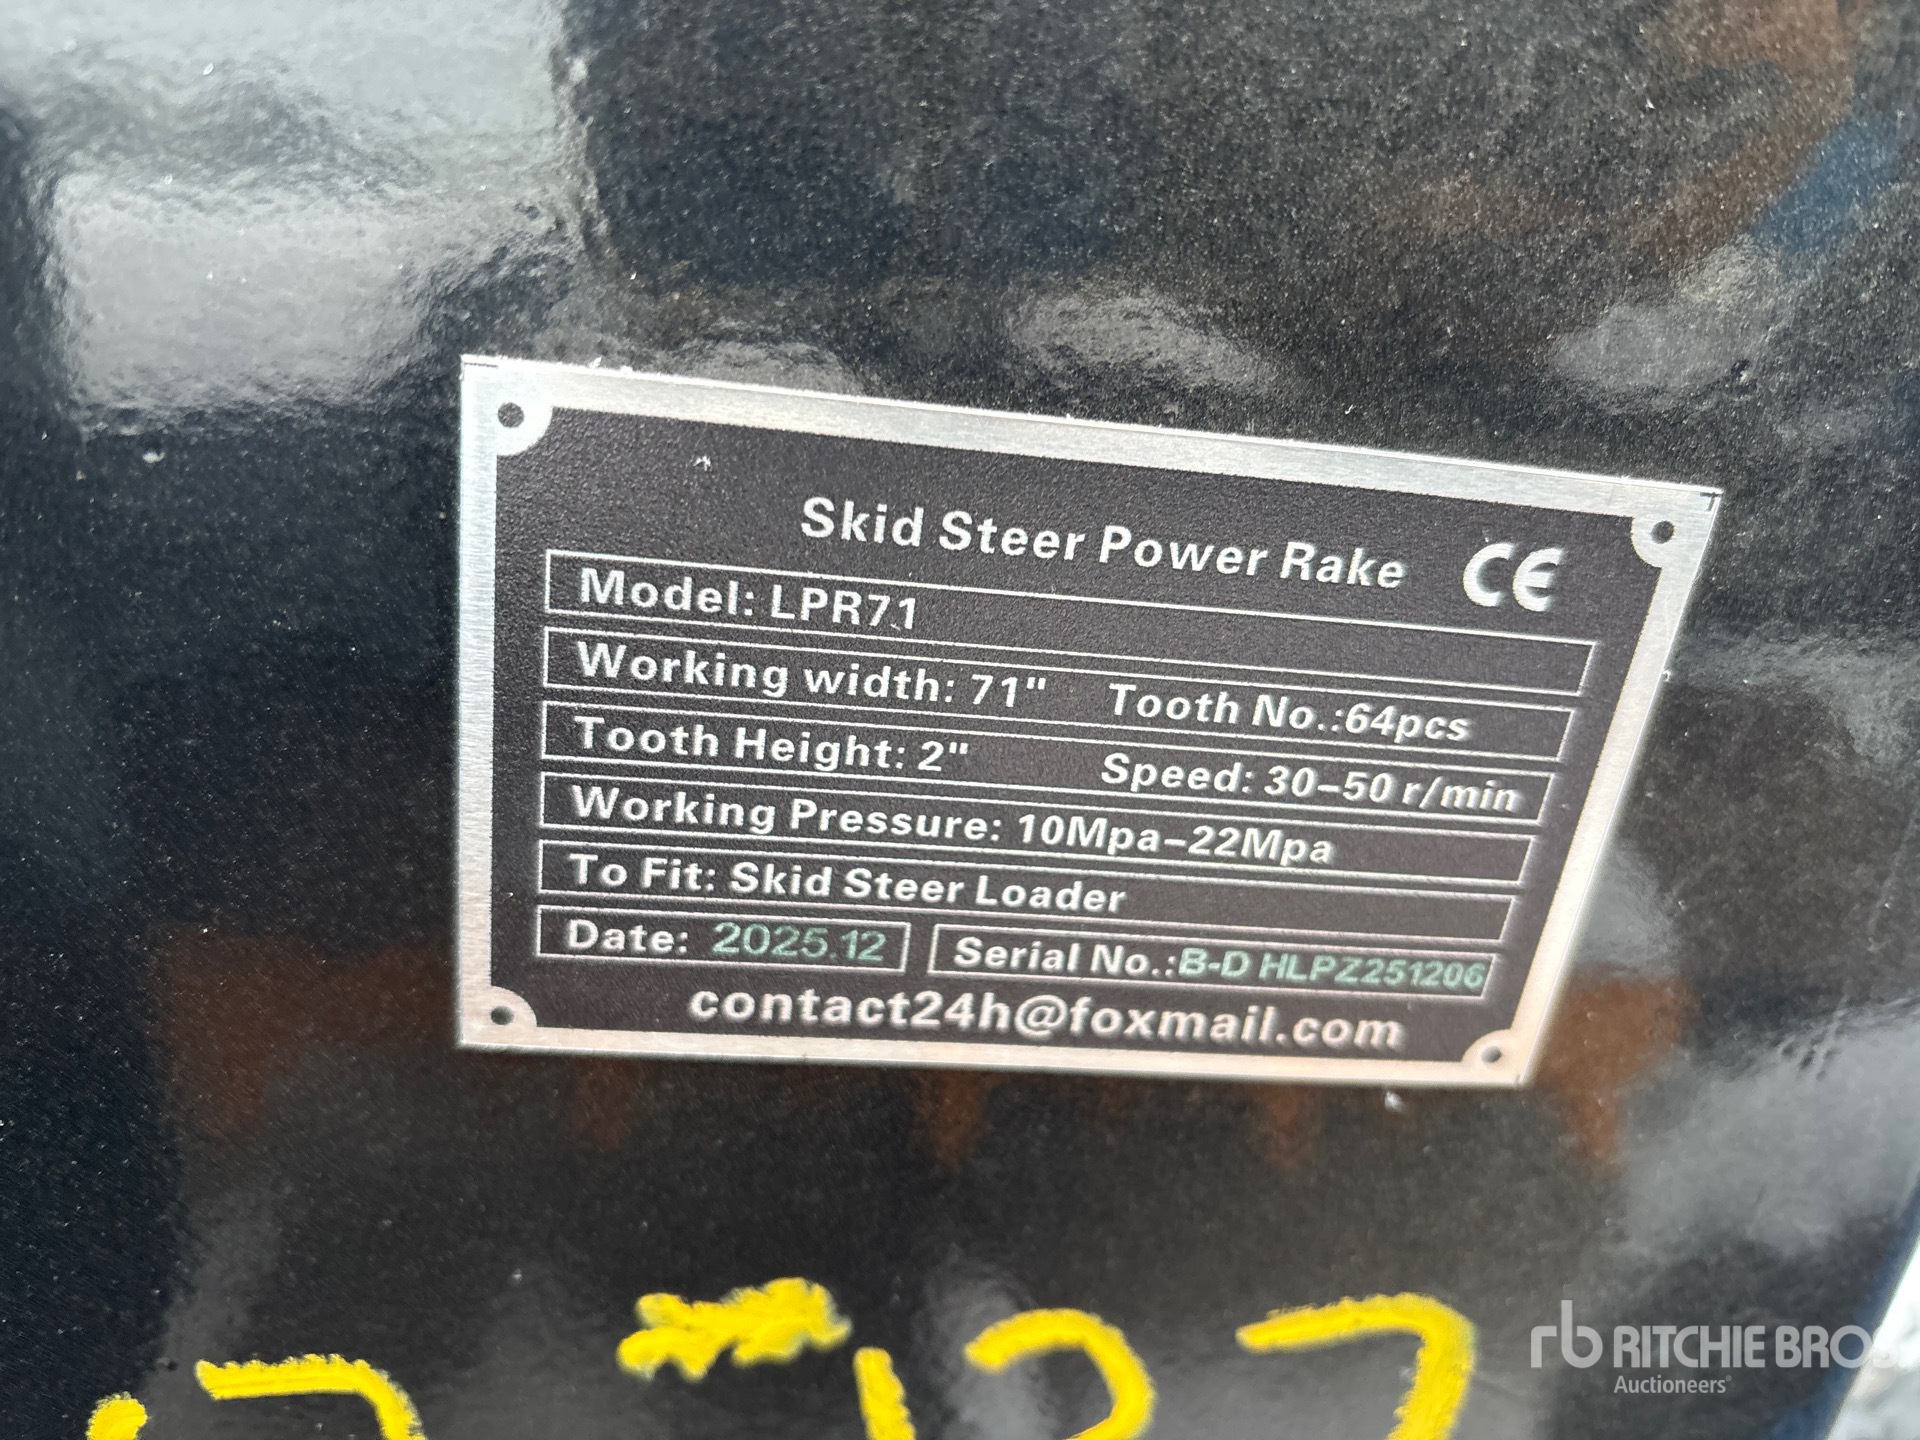 Skid Steer Power Rake CE
Model: LPR71
Working width: 71" Tooth No.:64pcs
Tooth Height: 2" Speed: 30-50 r/min
Working Pressure: 10Mpa-22Mpa
To Fit: Skid Steer Loader
Date: 2025.12 Serial No.:B-D HLPZ251206
contact24h@foxmail.com
rb RITCHIE BROS
Auctioneers